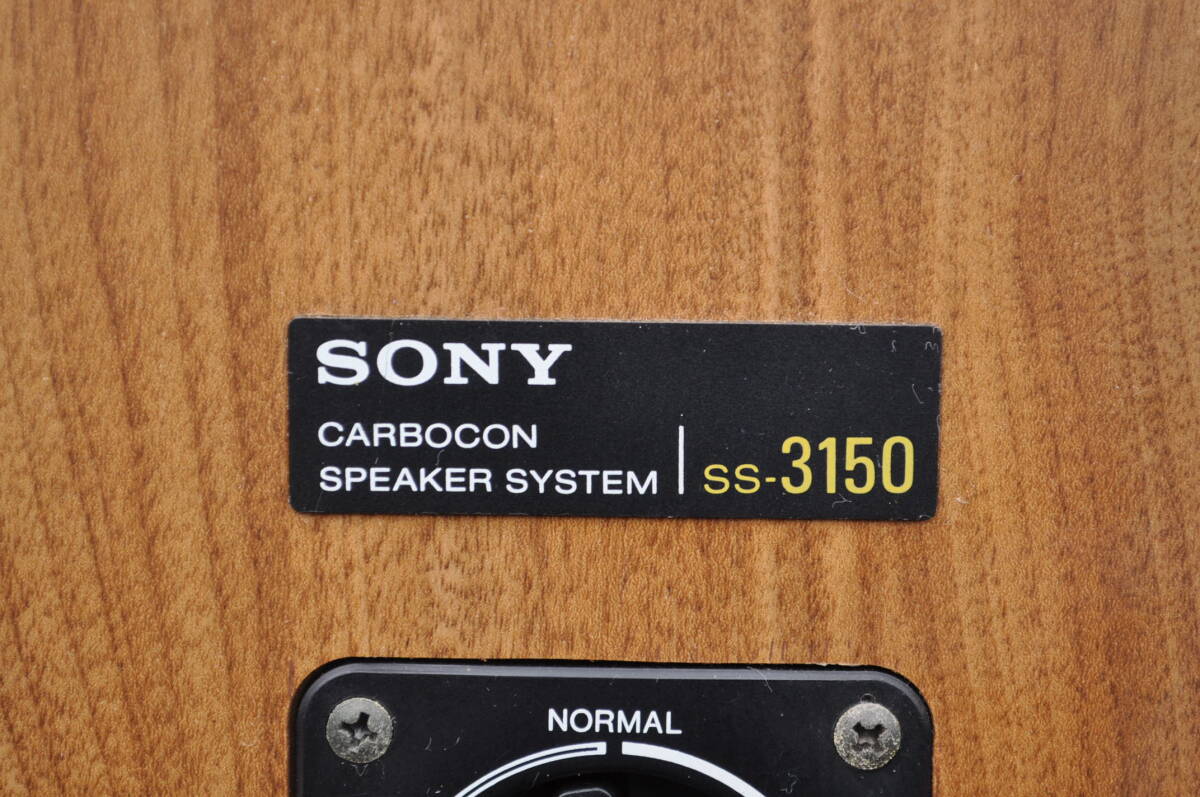 SONY
CARBOCON
SPEAKER SYSTEM | SS-3150
NORMAL